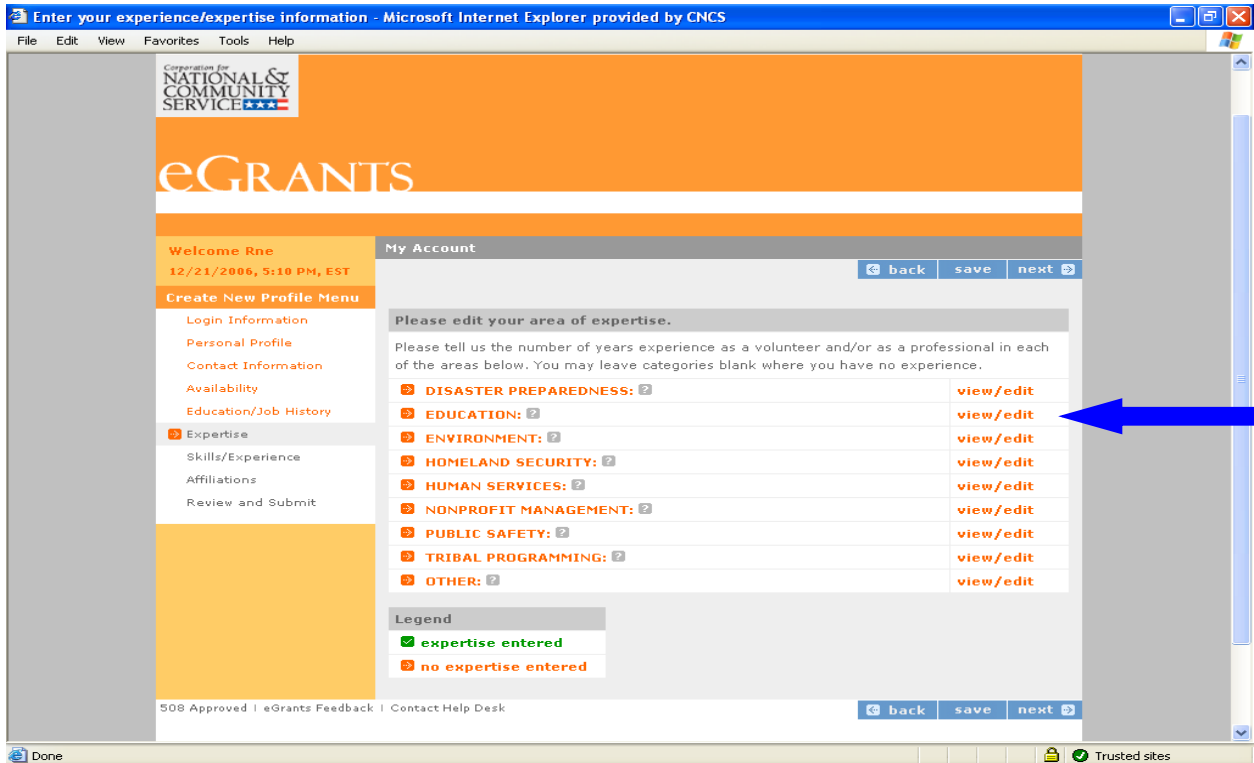 Enter your experience/expertise information - Microsoft Internet Explorer provided by CNCS
File Edit View Favorites Tools Help
Corporation for
NATIONAL &
COMMUNITY
SERVICE
eGRANTS
Welcome Rne
12/21/2006, 5:10 PM, EST
My Account
back save next
Create New Profile Menu
Login Information
Personal Profile
Contact Information
Availability
Education/Job History
Expertise
Skills/Experience
Affiliations
Review and Submit
Please edit your area of expertise.
Please tell us the number of years experience as a volunteer and/or as a professional in each
of the areas below. You may leave categories blank where you have no experience.
DISASTER PREPAREDNESS: ? view/edit
EDUCATION: ? view/edit
ENVIRONMENT: ? view/edit
HOMELAND SECURITY: ? view/edit
HUMAN SERVICES: ? view/edit
NONPROFIT MANAGEMENT: ? view/edit
PUBLIC SAFETY: ? view/edit
TRIBAL PROGRAMMING: ? view/edit
OTHER: ? view/edit
Legend
expertise entered
no expertise entered
508 Approved | eGrants Feedback | Contact Help Desk
back save next
Done Trusted sites